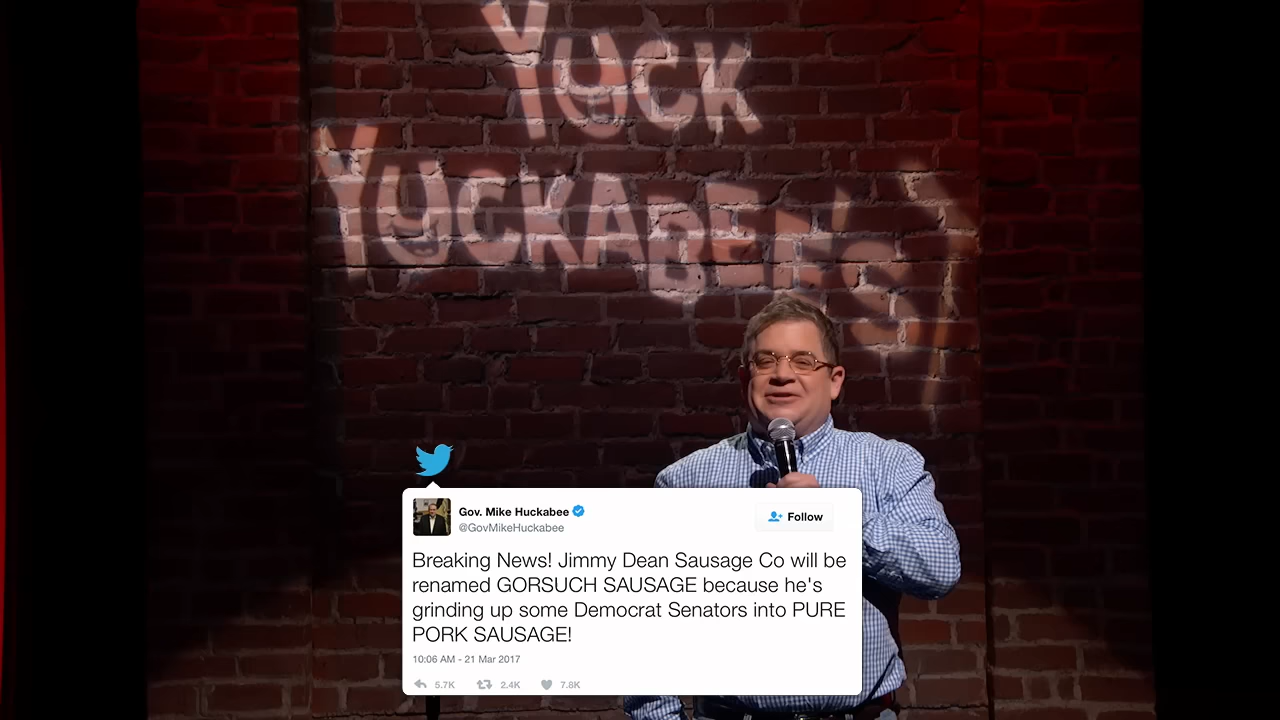 YUCK
YUCKABEE'S
Gov. Mike Huckabee
@GovMikeHuckabee
Follow
Breaking News! Jimmy Dean Sausage Co will be
renamed GORSUCH SAUSAGE because he's
grinding up some Democrat Senators into PURE
PORK SAUSAGE!
10:06 AM - 21 Mar 2017
5.7K 2.4K 7.8K